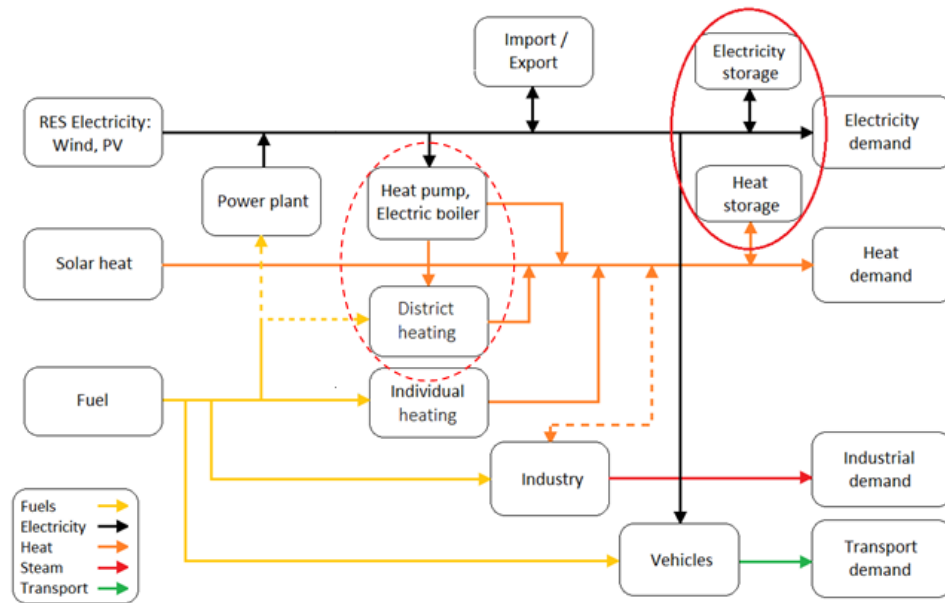 Import /
Export
Electricity
storage
RES Electricity:
Wind, PV
Electricity
demand
Power plant
Heat pump,
Electric boiler
Heat
storage
Solar heat
Heat
demand
District
heating
Fuel
Individual
heating
Industry
Industrial
demand
Fuels
Electricity
Heat
Steam
Transport
Vehicles
Transport
demand